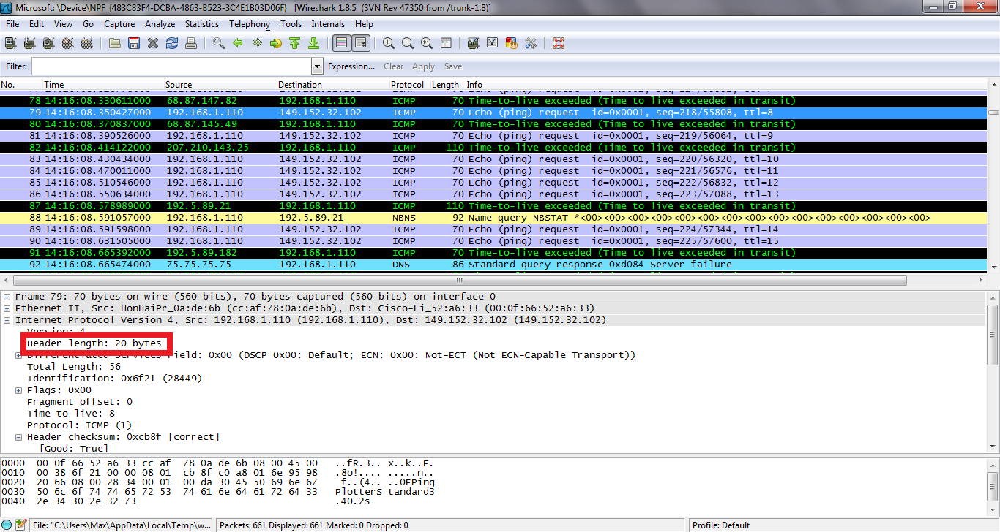 Microsoft: \Device\NPF_{483C83F4-DCBA-4863-B523-3C4E1B03D06F} [Wireshark 1.8.5 (SVN Rev 47350 from /trunk-1.8)]
File Edit View Go Capture Analyze Statistics Telephony Tools Internals Help
Filter: Expression... Clear Apply Save
No. Time Source Destination Protocol Length Info
78 14:16:08.330611000 68.87.147.82 192.168.1.110 ICMP 70 Time-to-live exceeded (Time to live exceeded in transit)
79 14:16:08.350427000 192.168.1.110 149.152.32.102 ICMP 70 Echo (ping) request id=0x0001, seq=218/55808, ttl=8
80 14:16:08.370837000 68.87.145.49 192.168.1.110 ICMP 70 Time-to-live exceeded (Time to live exceeded in transit)
81 14:16:08.390526000 192.168.1.110 149.152.32.102 ICMP 70 Echo (ping) request id=0x0001, seq=219/56064, ttl=9
82 14:16:08.414122000 207.210.143.25 192.168.1.110 ICMP 110 Time-to-live exceeded (Time to live exceeded in transit)
83 14:16:08.430434000 192.168.1.110 149.152.32.102 ICMP 70 Echo (ping) request id=0x0001, seq=220/56320, ttl=10
84 14:16:08.470011000 192.168.1.110 149.152.32.102 ICMP 70 Echo (ping) request id=0x0001, seq=221/56576, ttl=11
85 14:16:08.510546000 192.168.1.110 149.152.32.102 ICMP 70 Echo (ping) request id=0x0001, seq=222/56832, ttl=12
86 14:16:08.550634000 192.168.1.110 149.152.32.102 ICMP 70 Echo (ping) request id=0x0001, seq=223/57088, ttl=13
87 14:16:08.578989000 192.5.89.21 192.168.1.110 ICMP 110 Time-to-live exceeded (Time to live exceeded in transit)
88 14:16:08.591057000 192.168.1.110 192.5.89.21 NBNS 92 Name query NBSTAT *<00><00><00><00><00><00><00><00><00><00><00><00><00><00><00>
89 14:16:08.591598000 192.168.1.110 149.152.32.102 ICMP 70 Echo (ping) request id=0x0001, seq=224/57344, ttl=14
90 14:16:08.631505000 192.168.1.110 149.152.32.102 ICMP 70 Echo (ping) request id=0x0001, seq=225/57600, ttl=15
91 14:16:08.665392000 192.5.89.182 192.168.1.110 ICMP 110 Time-to-live exceeded (Time to live exceeded in transit)
92 14:16:08.665474000 75.75.75.75 192.168.1.110 DNS 86 Standard query response 0xd084 Server failure
Frame 79: 70 bytes on wire (560 bits), 70 bytes captured (560 bits) on interface 0
Ethernet II, Src: HonHaiPr_0a:de:6b (cc:af:78:0a:de:6b), Dst: Cisco-Li_52:a6:33 (00:0f:66:52:a6:33)
Internet Protocol Version 4, Src: 192.168.1.110 (192.168.1.110), Dst: 149.152.32.102 (149.152.32.102)
Version: 4
Header length: 20 bytes
Differentiated Services Field: 0x00 (DSCP 0x00: Default; ECN: 0x00: Not-ECT (Not ECN-Capable Transport))
Total Length: 56
Identification: 0x6f21 (28449)
Flags: 0x00
Fragment offset: 0
Time to live: 8
Protocol: ICMP (1)
Header checksum: 0xcb8f [correct]
[Good: True]
0000 00 0f 66 52 a6 33 cc af 78 0a de 6b 08 00 45 00 ..fR.3.. x..k..E.
0010 00 38 6f 21 00 00 08 01 cb 8f c0 a8 01 6e 95 98 .8o!.... .....n..
0020 20 66 08 00 28 34 00 01 00 da 30 45 50 69 6e 67 f..(4.. ..0EPing
0030 50 6c 6f 74 74 65 72 53 74 61 6e 64 61 72 64 33 PlotterS tandard3
0040 2e 34 30 2e 32 73 .40.2s
File: "C:\Users\Max\AppData\Local\Temp\w... Packets: 661 Displayed: 661 Marked: 0 Dropped: 0 Profile: Default